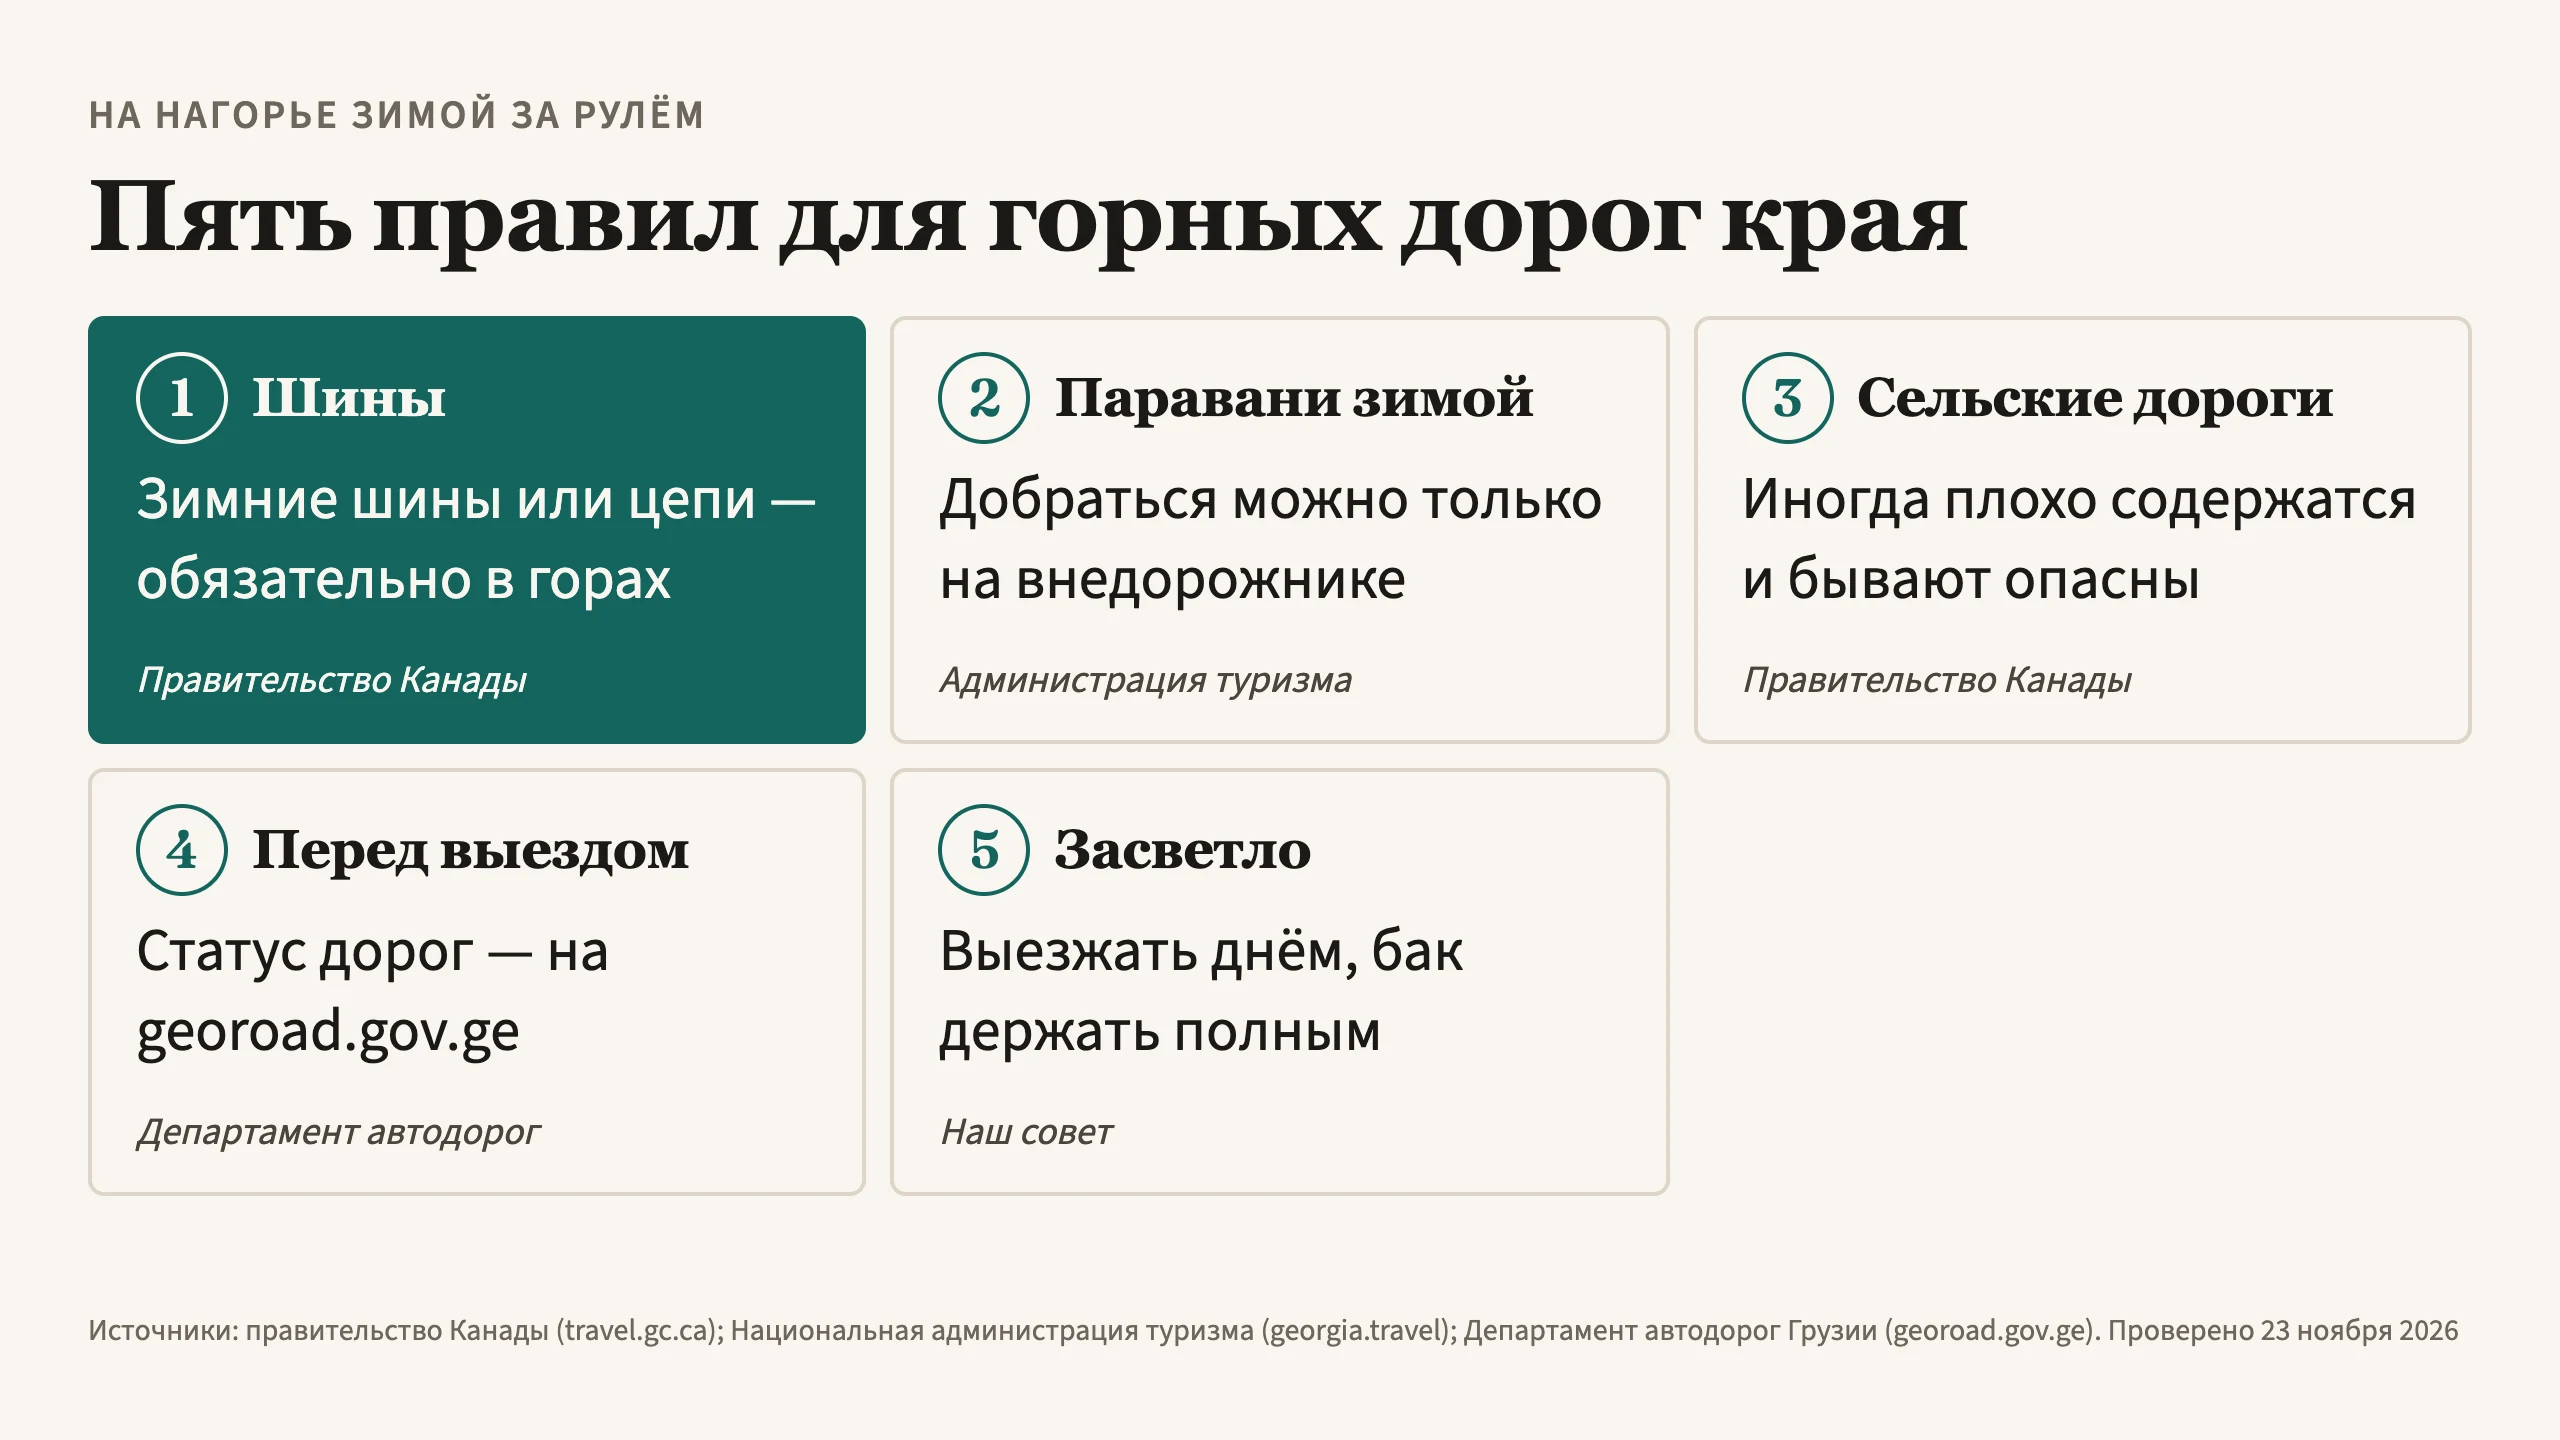 НА НАГОРЬЕ ЗИМОЙ ЗА РУЛЁМ
Пять правил для горных дорог края
1 Шины
Зимние шины или цепи —
обязательно в горах
Правительство Канады
2 Паравани зимой
Добраться можно только
на внедорожнике
Администрация туризма
3 Сельские дороги
Иногда плохо содержатся
и бывают опасны
Правительство Канады
4 Перед выездом
Статус дорог — на
georoad.gov.ge
Департамент автодорог
5 Засветло
Выезжать днём, бак
держать полным
Наш совет
Источники: правительство Канады (travel.gc.ca); Национальная администрация туризма (georgia.travel); Департамент автодорог Грузии (georoad.gov.ge). Проверено 23 ноября 2026